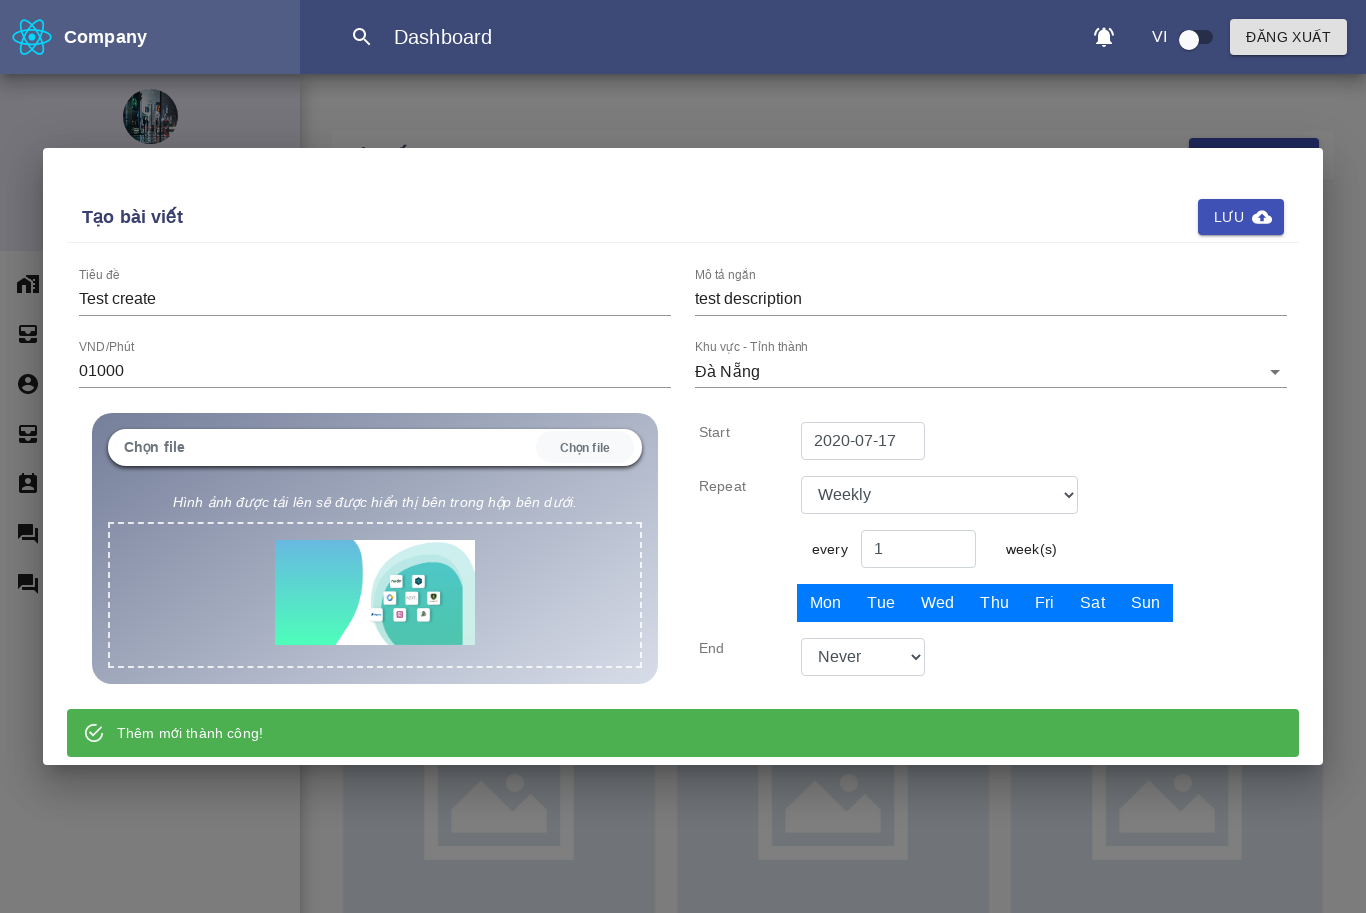 Company
Dashboard
VI
ĐĂNG XUẤT
Tạo bài viết
LƯU
Tiêu đề
Test create
Mô tả ngắn
test description
VND/Phút
01000
Khu vực - Tỉnh thành
Đà Nẵng
Chọn file
Chọn file
Hình ảnh được tải lên sẽ được hiển thị bên trong hộp bên dưới.
Start
2020-07-17
Repeat
Weekly
every
1
week(s)
Mon Tue Wed Thu Fri Sat Sun
End
Never
Thêm mới thành công!